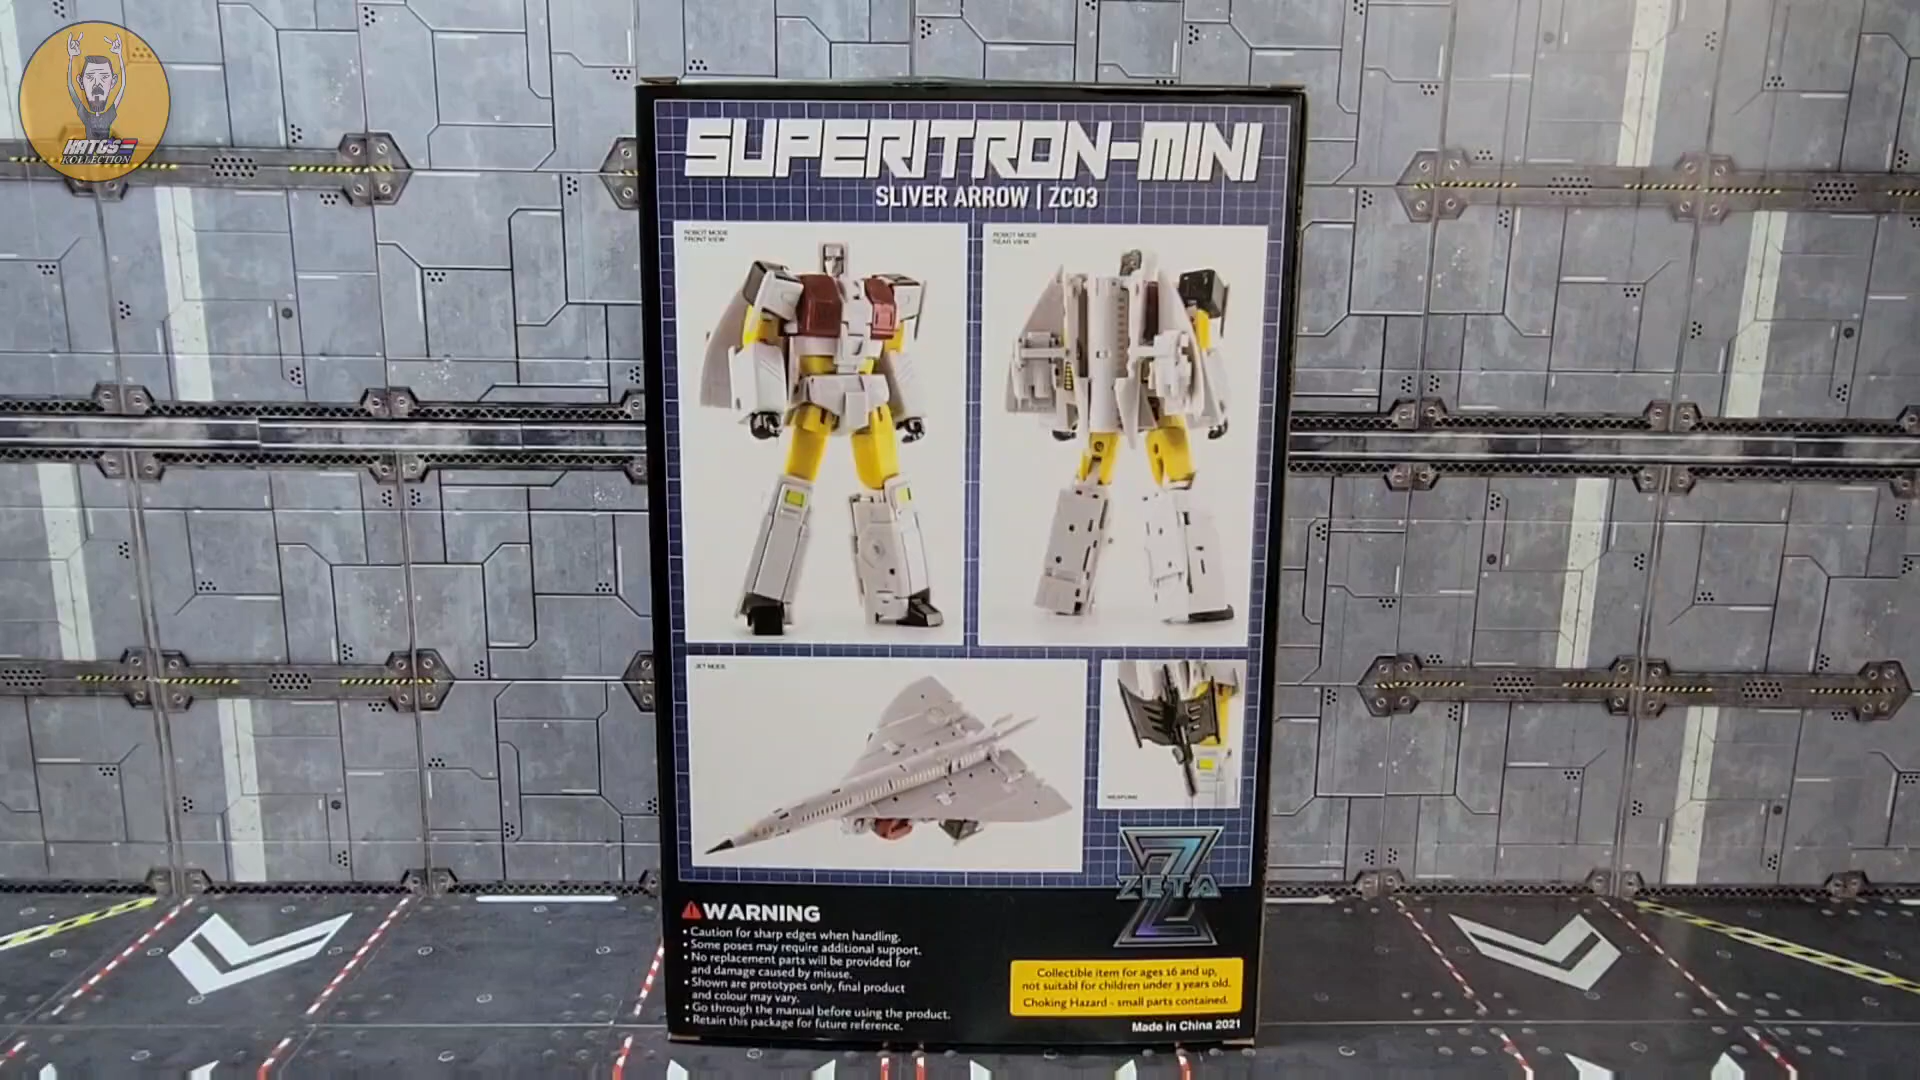 KATOS
KOLLECTION
SUPERITRON-MINI
SLIVER ARROW | ZC03
ROBOT MODE
FRONT VIEW
ROBOT MODE
REAR VIEW
JET MODE
WEAPONS
ZETA
WARNING
• Caution for sharp edges when handling.
• Some poses may require additional support.
• No replacement parts will be provided for
and damage caused by misuse.
• Shown are prototypes only, final product
and colour may vary.
• Go through the manual before using the product.
• Retain this package for future reference.
Collectible item for ages 16 and up,
not suitabl for children under 3 years old.
Choking Hazard - small parts contained.
Made in China 2021